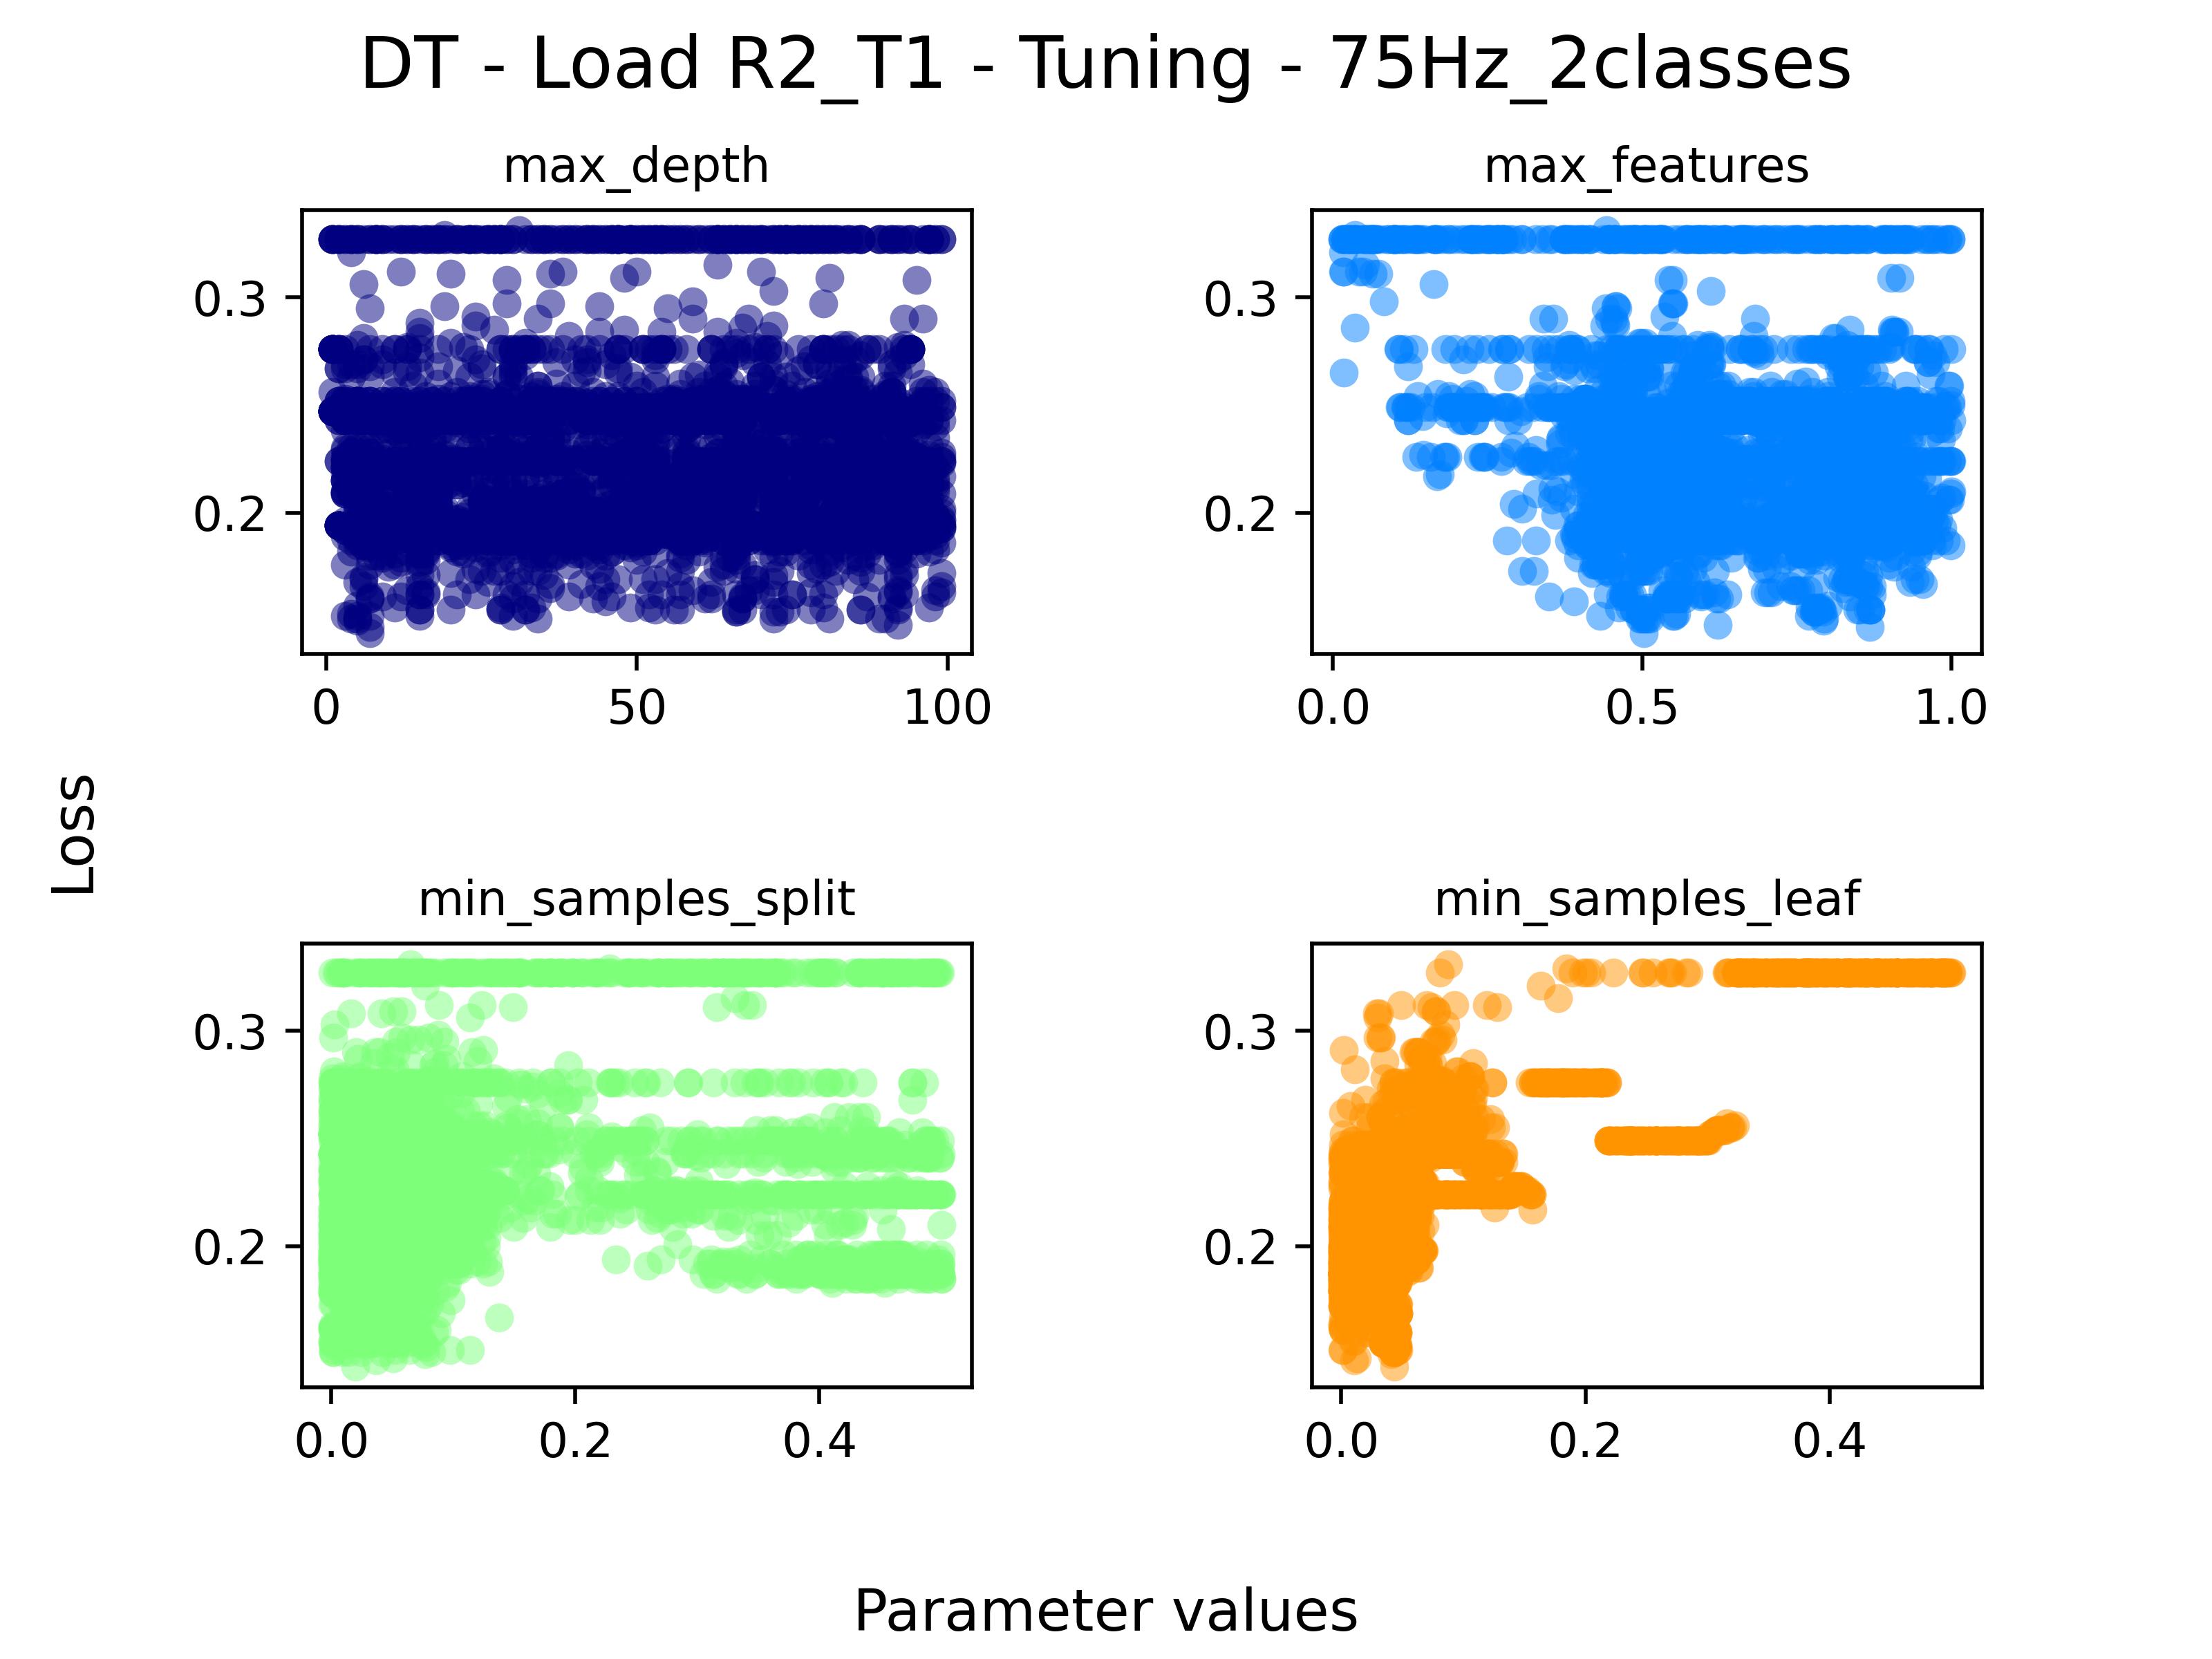 DT - Load R2_T1 - Tuning - 75Hz_2classes
max_depth
max_features
0.3
0.2
0 50 100
0.3
0.2
0.0 0.5 1.0
Loss
min_samples_split
min_samples_leaf
0.3
0.2
0.0 0.2 0.4
0.3
0.2
0.0 0.2 0.4
Parameter values